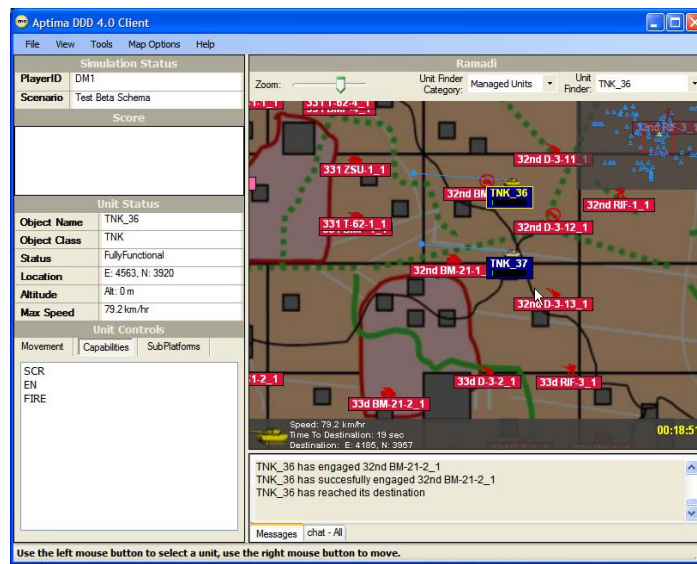 Aptima DDD 4.0 Client
File View Tools Map Options Help
Simulation Status
PlayerID DM1
Scenario Test Beta Schema
Score
Unit Status
Object Name TNK_36
Object Class TNK
Status FullyFunctional
Location E: 4563, N: 3920
Altitude Alt: 0 m
Max Speed 79.2 km/hr
Unit Controls
Movement Capabilities SubPlatforms
SCR
EN
FIRE
Ramadi
Zoom: Unit Finder Category: Managed Units Unit Finder: TNK_36
331 T-62-4_1
331 ZSU-1_1
32nd D-3-11_1
32nd BM
TNK_36
32nd RIF-1_1
331 T-62-1_1
32nd D-3-12_1
32nd BM-21-1_
TNK_37
32nd D-3-13_1
1-2_1
33d D-3-2_1
33d RIF-3_1
33d BM-21-2_1
Speed: 79.2 km/hr
Time To Destination: 19 sec
Destination: E: 4185, N: 3957
00:18:51
TNK_36 has engaged 32nd BM-21-2_1
TNK_36 has succesfully engaged 32nd BM-21-2_1
TNK_36 has reached its destination
Messages chat - All
Use the left mouse button to select a unit, use the right mouse button to move.